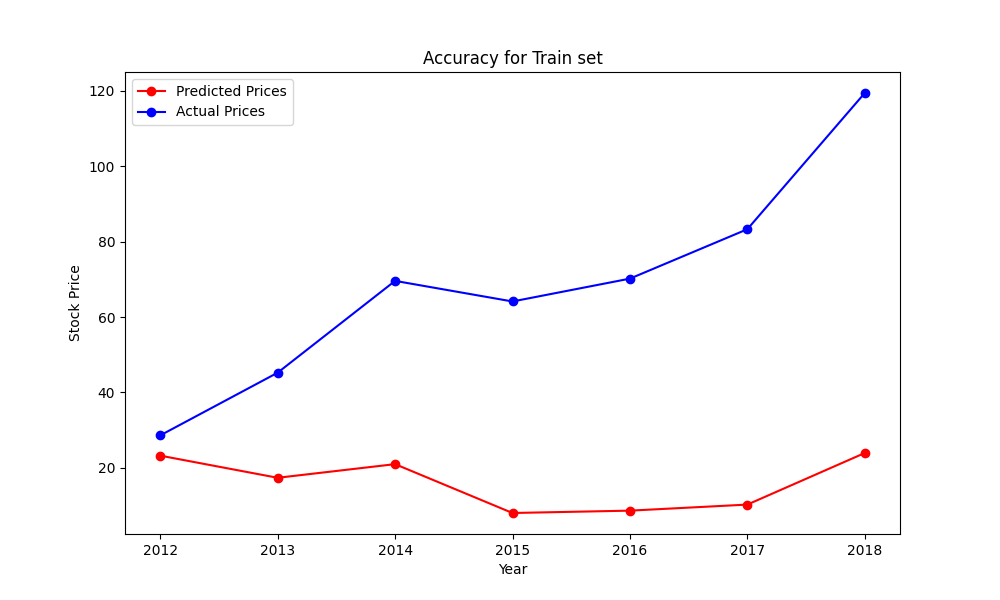 Accuracy for Train set
Predicted Prices
Actual Prices
120
100
80
60
40
20
Stock Price
2012 2013 2014 2015 2016 2017 2018
Year